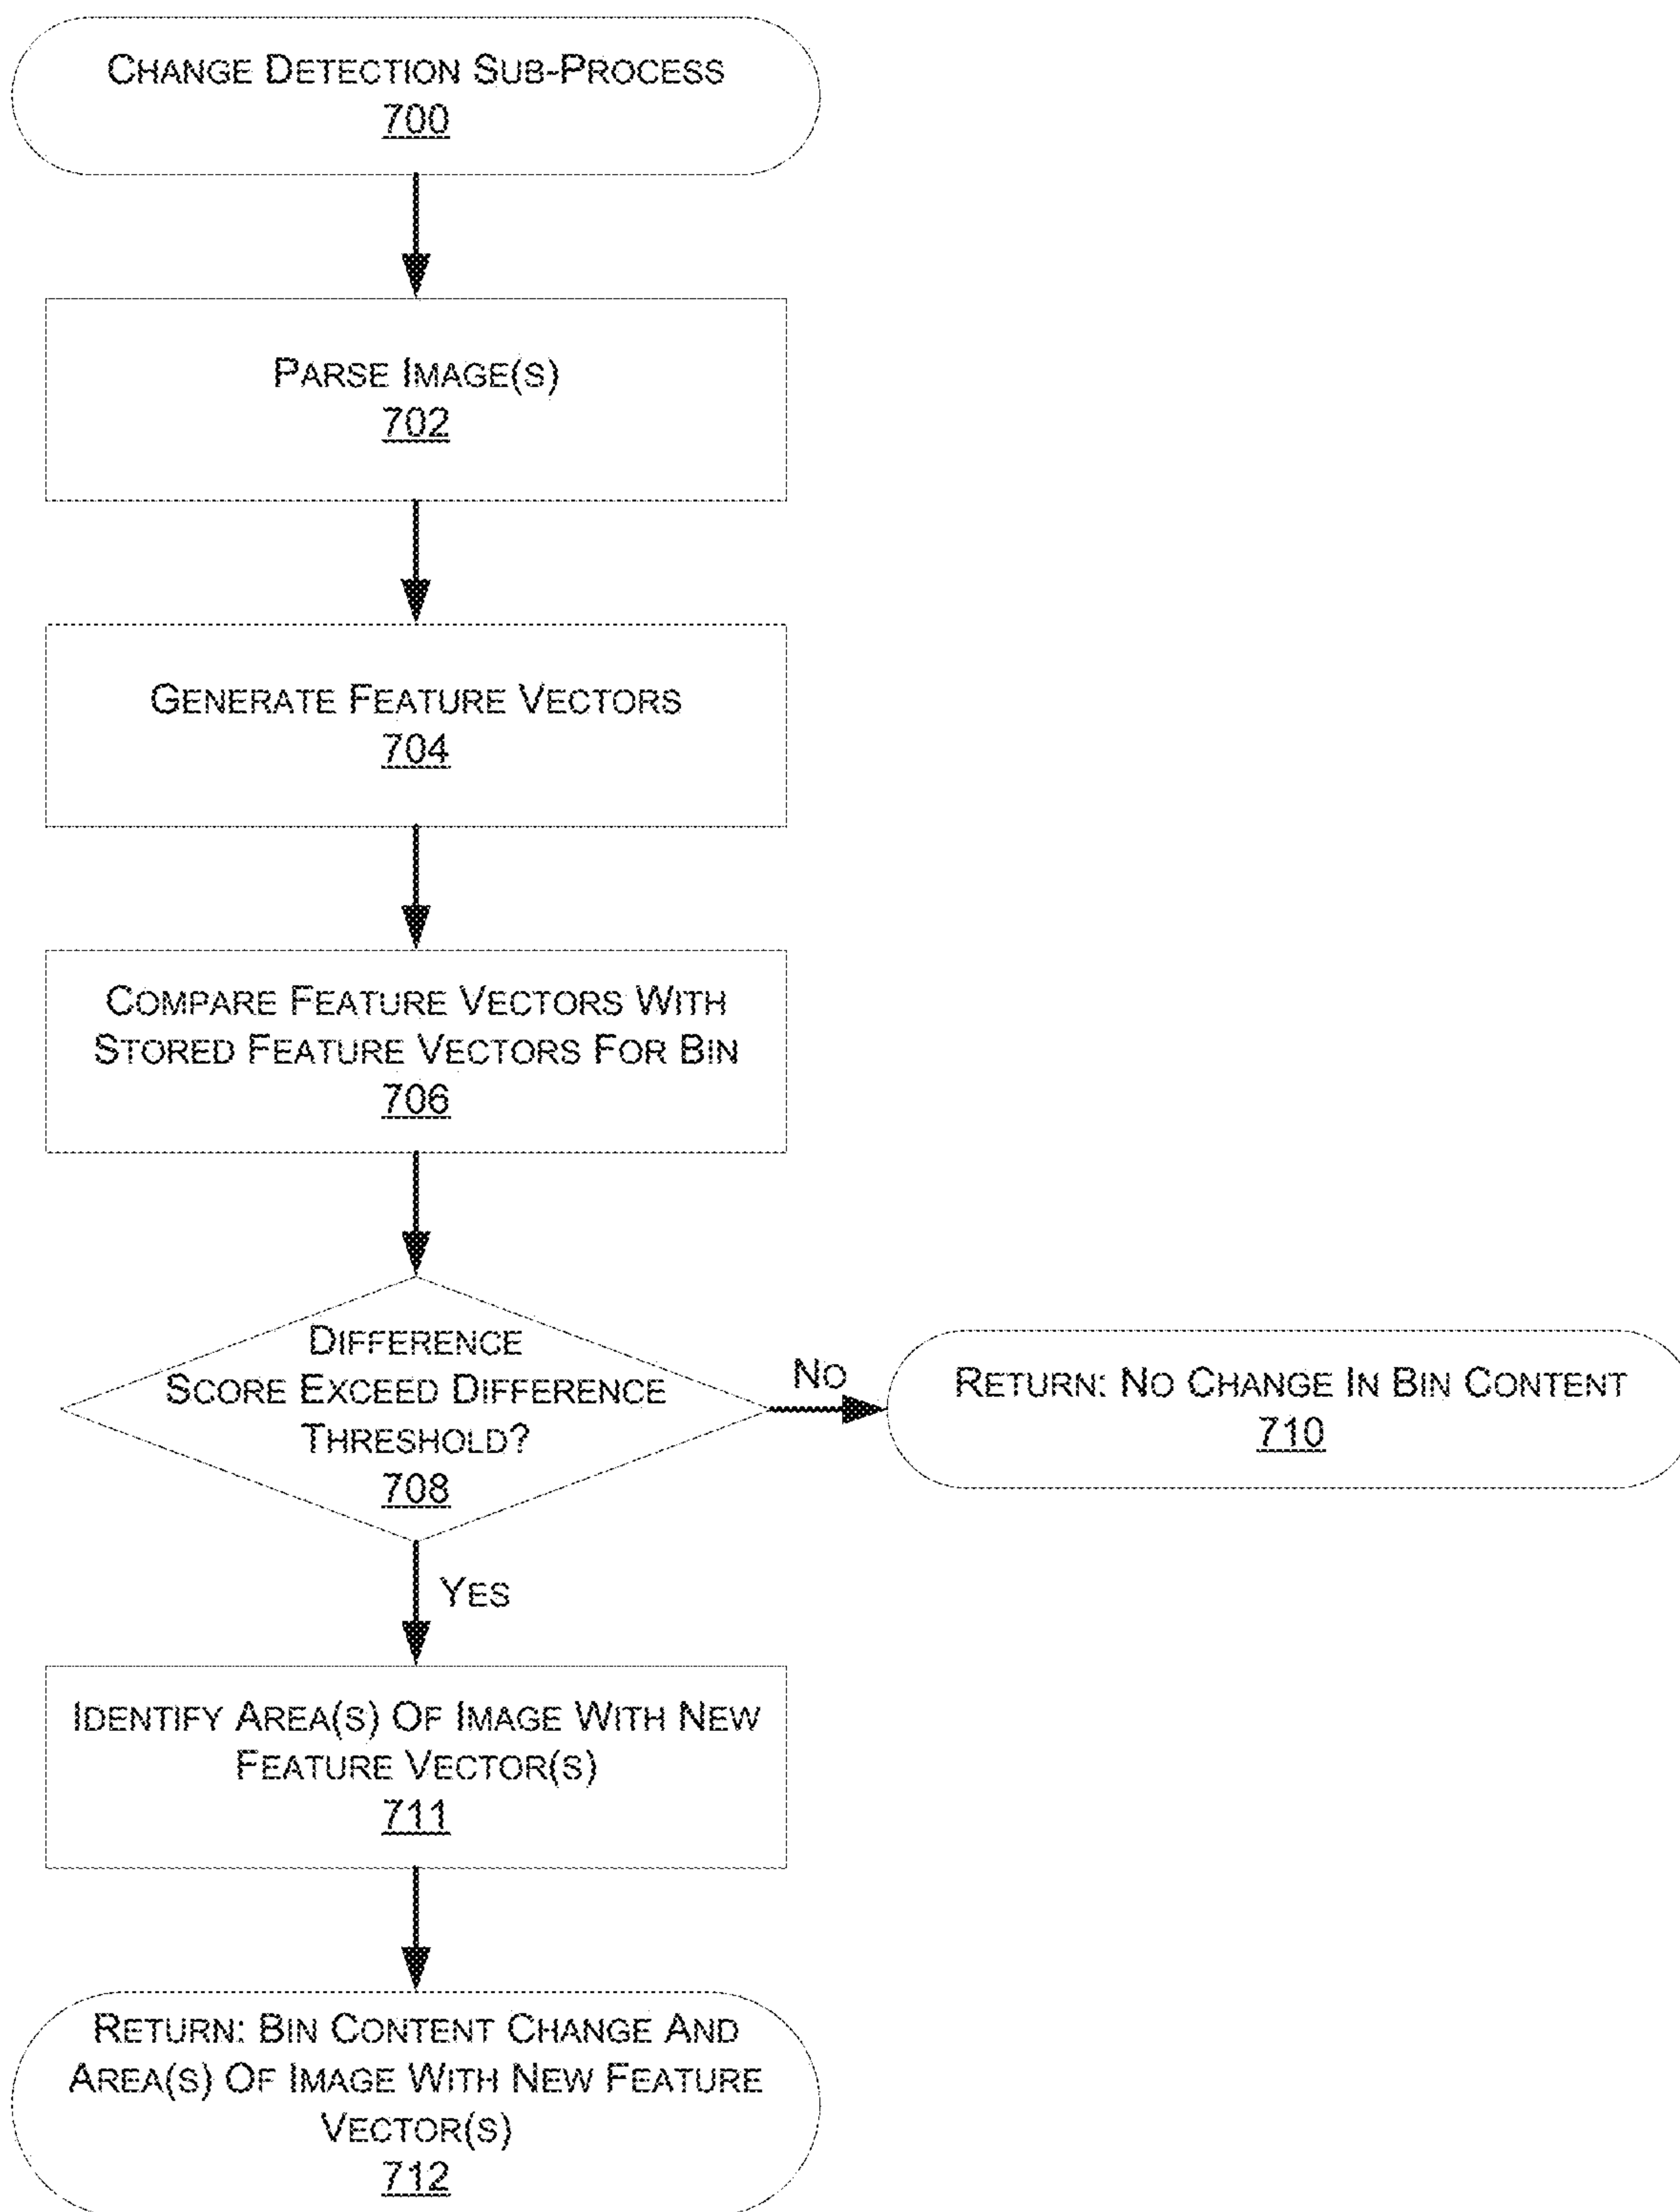 CHANGE DETECTION SUB-PROCESS
700
PARSE IMAGE(S)
702
GENERATE FEATURE VECTORS
704
COMPARE FEATURE VECTORS WITH
STORED FEATURE VECTORS FOR BIN
706
DIFFERENCE
SCORE EXCEED DIFFERENCE
THRESHOLD?
708
NO
RETURN: NO CHANGE IN BIN CONTENT
710
YES
IDENTIFY AREA(S) OF IMAGE WITH NEW
FEATURE VECTOR(S)
711
RETURN: BIN CONTENT CHANGE AND
AREA(S) OF IMAGE WITH NEW FEATURE
VECTOR(S)
712